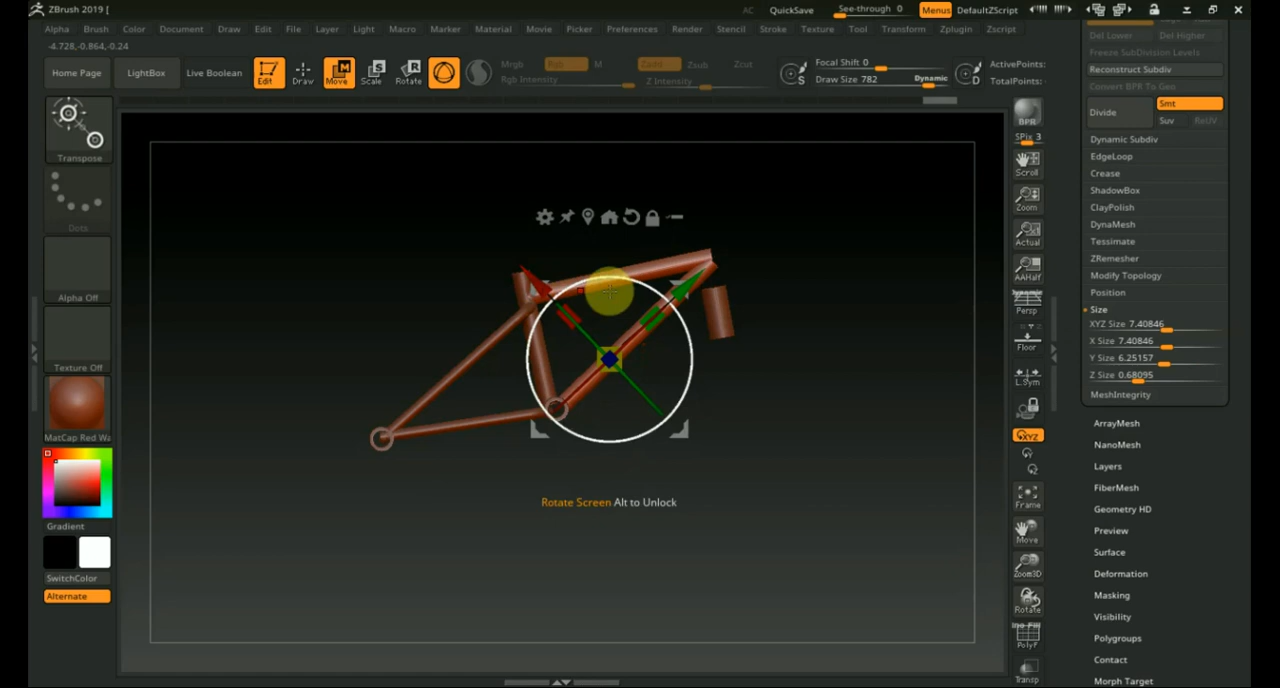 ZBrush 2019 [
AC QuickSave See-through 0 Menus DefaultZScript
Alpha Brush Color Document Draw Edit File Layer Light Macro Marker Material Movie Picker Preferences Render Stencil Stroke Texture Tool Transform Zplugin Zscript
-4.728,-0.864,-0.24
Home Page LightBox Live Boolean Edit Draw Move Scale Rotate
Mrgb Rgb M Zadd Zsub Zcut
Rgb Intensity Z Intensity
Focal Shift 0
Draw Size 782 Dynamic
ActivePoints:
TotalPoints:
Transpose
Dots
Alpha Off
Texture Off
MatCap Red Wa
Gradient
SwitchColor
Alternate
Rotate Screen Alt to Unlock
BPR
SPix 3
Scroll
Zoom
Actual
AAHalf
Dynamic
Persp
Floor
L.Sym
XYZ
Frame
Move
Zoom3D
Rotate
PolyF
Transp
Del Lower Del Higher
Freeze SubDivision Levels
Reconstruct Subdiv
Convert BPR To Geo
Divide Smt
Suv ReUV
Dynamic Subdiv
EdgeLoop
Crease
ShadowBox
ClayPolish
DynaMesh
Tessimate
ZRemesher
Modify Topology
Position
Size
XYZ Size 7.40846
X Size 7.40846
Y Size 6.25157
Z Size 0.68095
MeshIntegrity
ArrayMesh
NanoMesh
Layers
FiberMesh
Geometry HD
Preview
Surface
Deformation
Masking
Visibility
Polygroups
Contact
Morph Target